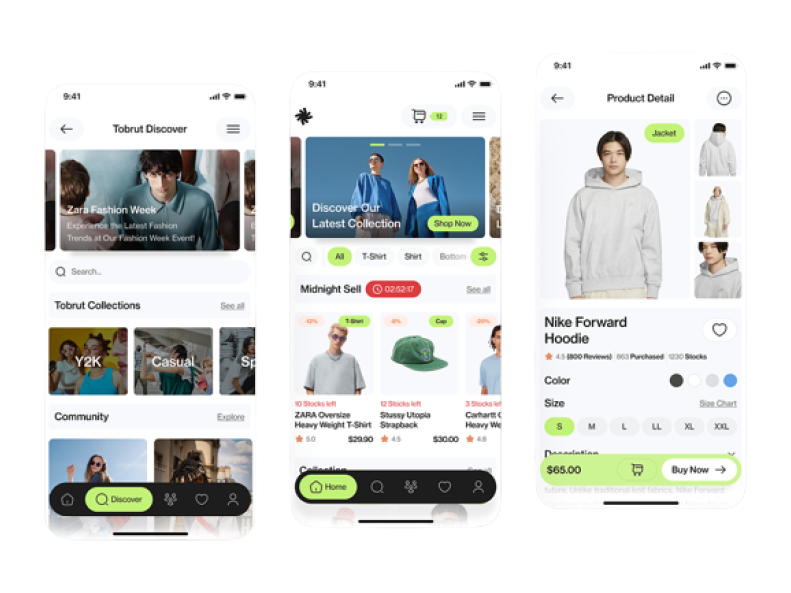 9:41
Tobrut Discover
Zara Fashion Week
Experience the Latest Fashion
Trends at Our Fashion Week Event!
Search..
Tobrut Collections
See all
Y2K
Casual
Sp
Community
Explore
Discover
9:41
12
Discover Our
Latest Collection
Shop Now
All
T-Shirt
Shirt
Bottom
Midnight Sell
02:52:17
See all
T-Shirt
Cap
-20%
10 Stocks left
12 Stocks left
3 Stocks left
ZARA Oversize
Heavy Weight T-Shirt
Stussy Utopia
Strapback
Carhartt
Heavy W
5.0
$29.90
4.5
$30.00
4.8
Collection
See all
Home
9:41
Product Detail
Jacket
Nike Forward
Hoodie
4.5 (800 Reviews)
863 Purchased
1230 Stocks
Color
Size
Size Chart
S
M
L
LL
XL
XXL
Description
$65.00
Buy Now
future. Unlike traditional knit fabrics, Nike Forward